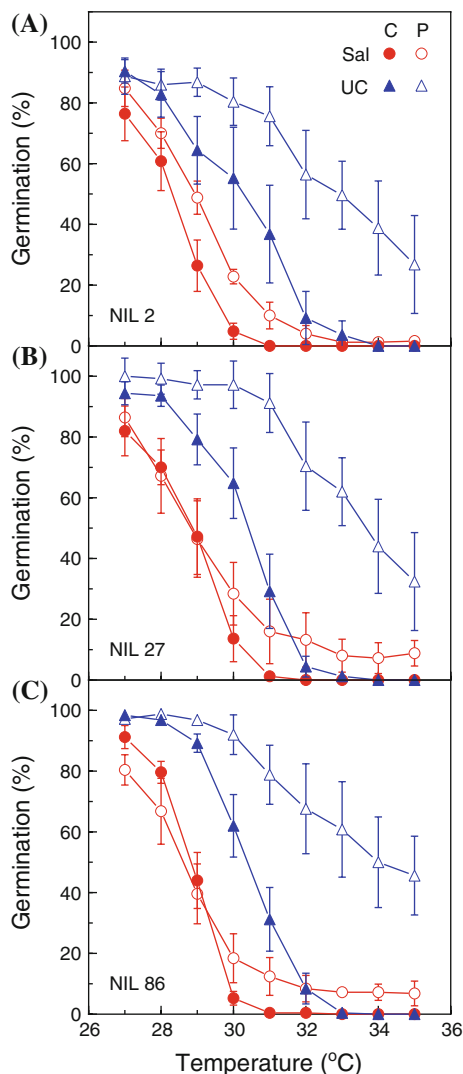 (A)
C P
Sal
UC
100
80
60
40
20
0
Germination (%)
NIL 2
(B)
100
80
60
40
20
0
Germination (%)
NIL 27
(C)
100
80
60
40
20
0
Germination (%)
NIL 86
26 28 30 32 34 36
Temperature (°C)